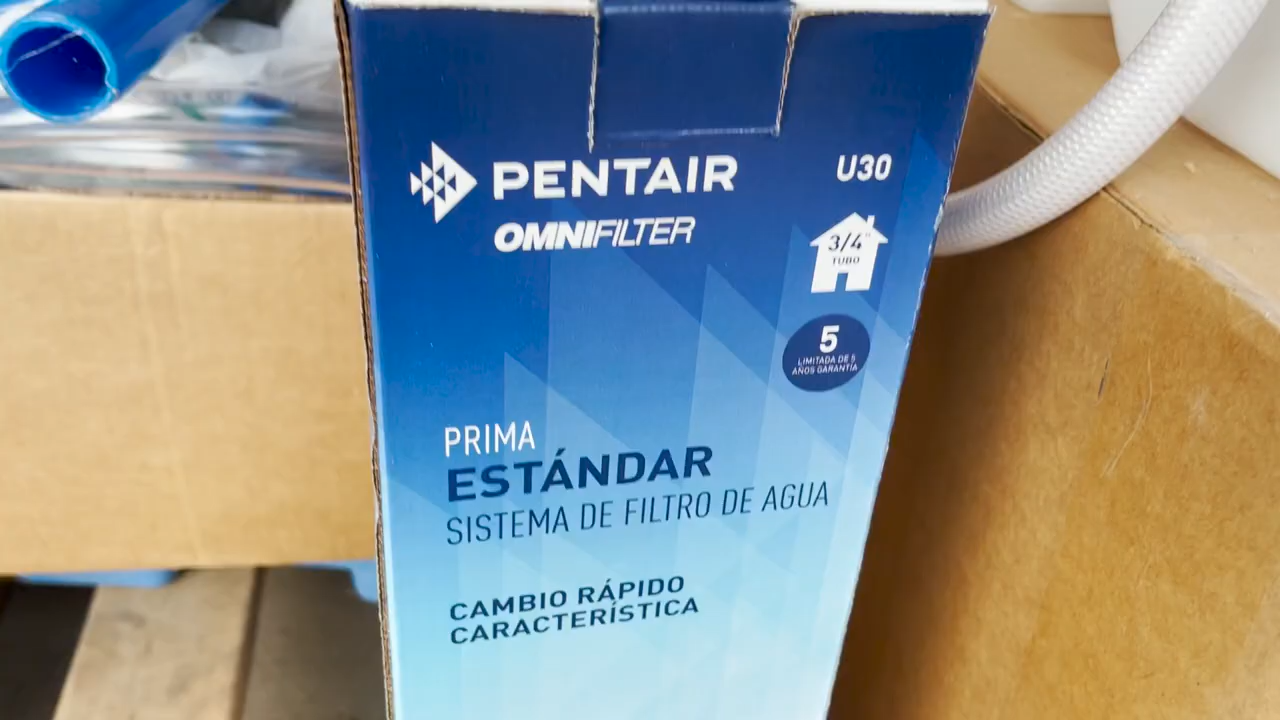 PENTAIR
OMNIFILTER
U30
3/4"
TUBO
5
LIMITADA DE 5
AÑOS GARANTÍA
PRIMA
ESTÁNDAR
SISTEMA DE FILTRO DE AGUA
CAMBIO RÁPIDO
CARACTERÍSTICA